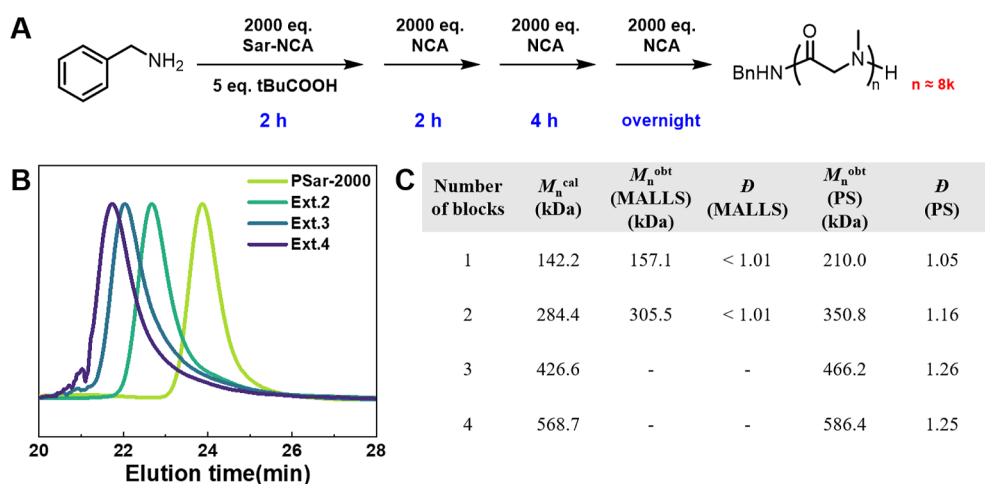 A
NH₂
2000 eq.
Sar-NCA
5 eq. tBuCOOH
2 h
2000 eq.
NCA
2 h
2000 eq.
NCA
4 h
2000 eq.
NCA
overnight
O
BnHN
N
H
n
n ≈ 8k
B
PSar-2000
Ext.2
Ext.3
Ext.4
20 22 24 26 28
Elution time(min)
C
Number of blocks
Mₙᶜᵃˡ (kDa)
Mₙᵒᵇᵗ (MALLS) (kDa)
Đ (MALLS)
Mₙᵒᵇᵗ (PS) (kDa)
Đ (PS)
1 142.2 157.1 < 1.01 210.0 1.05
2 284.4 305.5 < 1.01 350.8 1.16
3 426.6 - - 466.2 1.26
4 568.7 - - 586.4 1.25